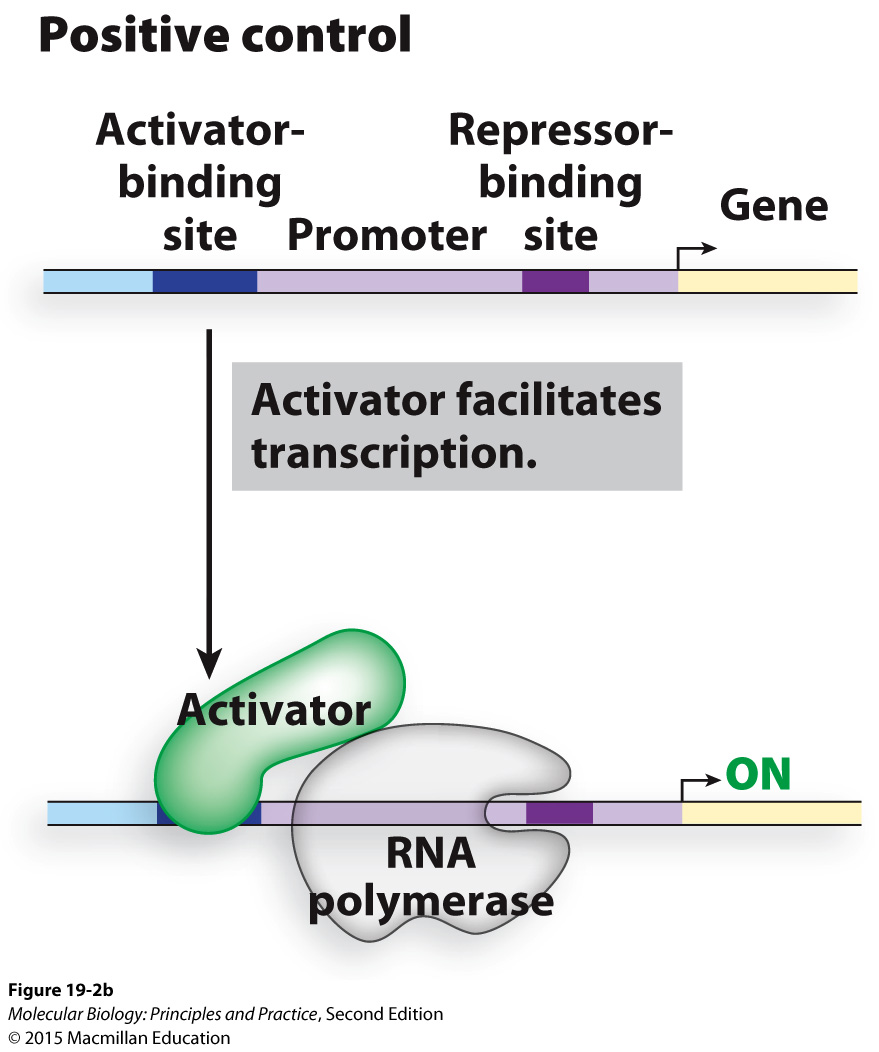 Positive control
Activator-
binding
site
Promoter
Repressor-
binding
site
Gene
Activator facilitates
transcription.
Activator
ON
RNA
polymerase
Figure 19-2b
Molecular Biology: Principles and Practice, Second Edition
© 2015 Macmillan Education